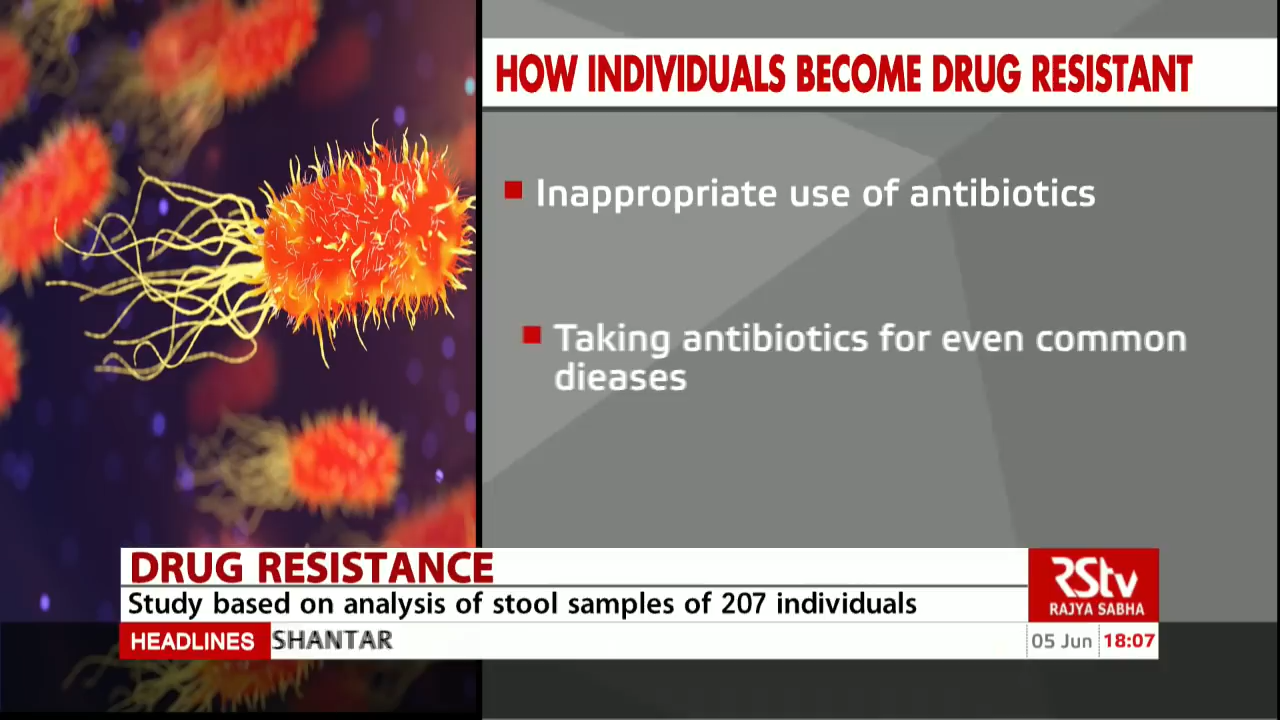 HOW INDIVIDUALS BECOME DRUG RESISTANT
Inappropriate use of antibiotics
Taking antibiotics for even common
dieases
DRUG RESISTANCE
Study based on analysis of stool samples of 207 individuals
RStv
RAJYA SABHA
HEADLINES SHANTAR
05 Jun 18:07